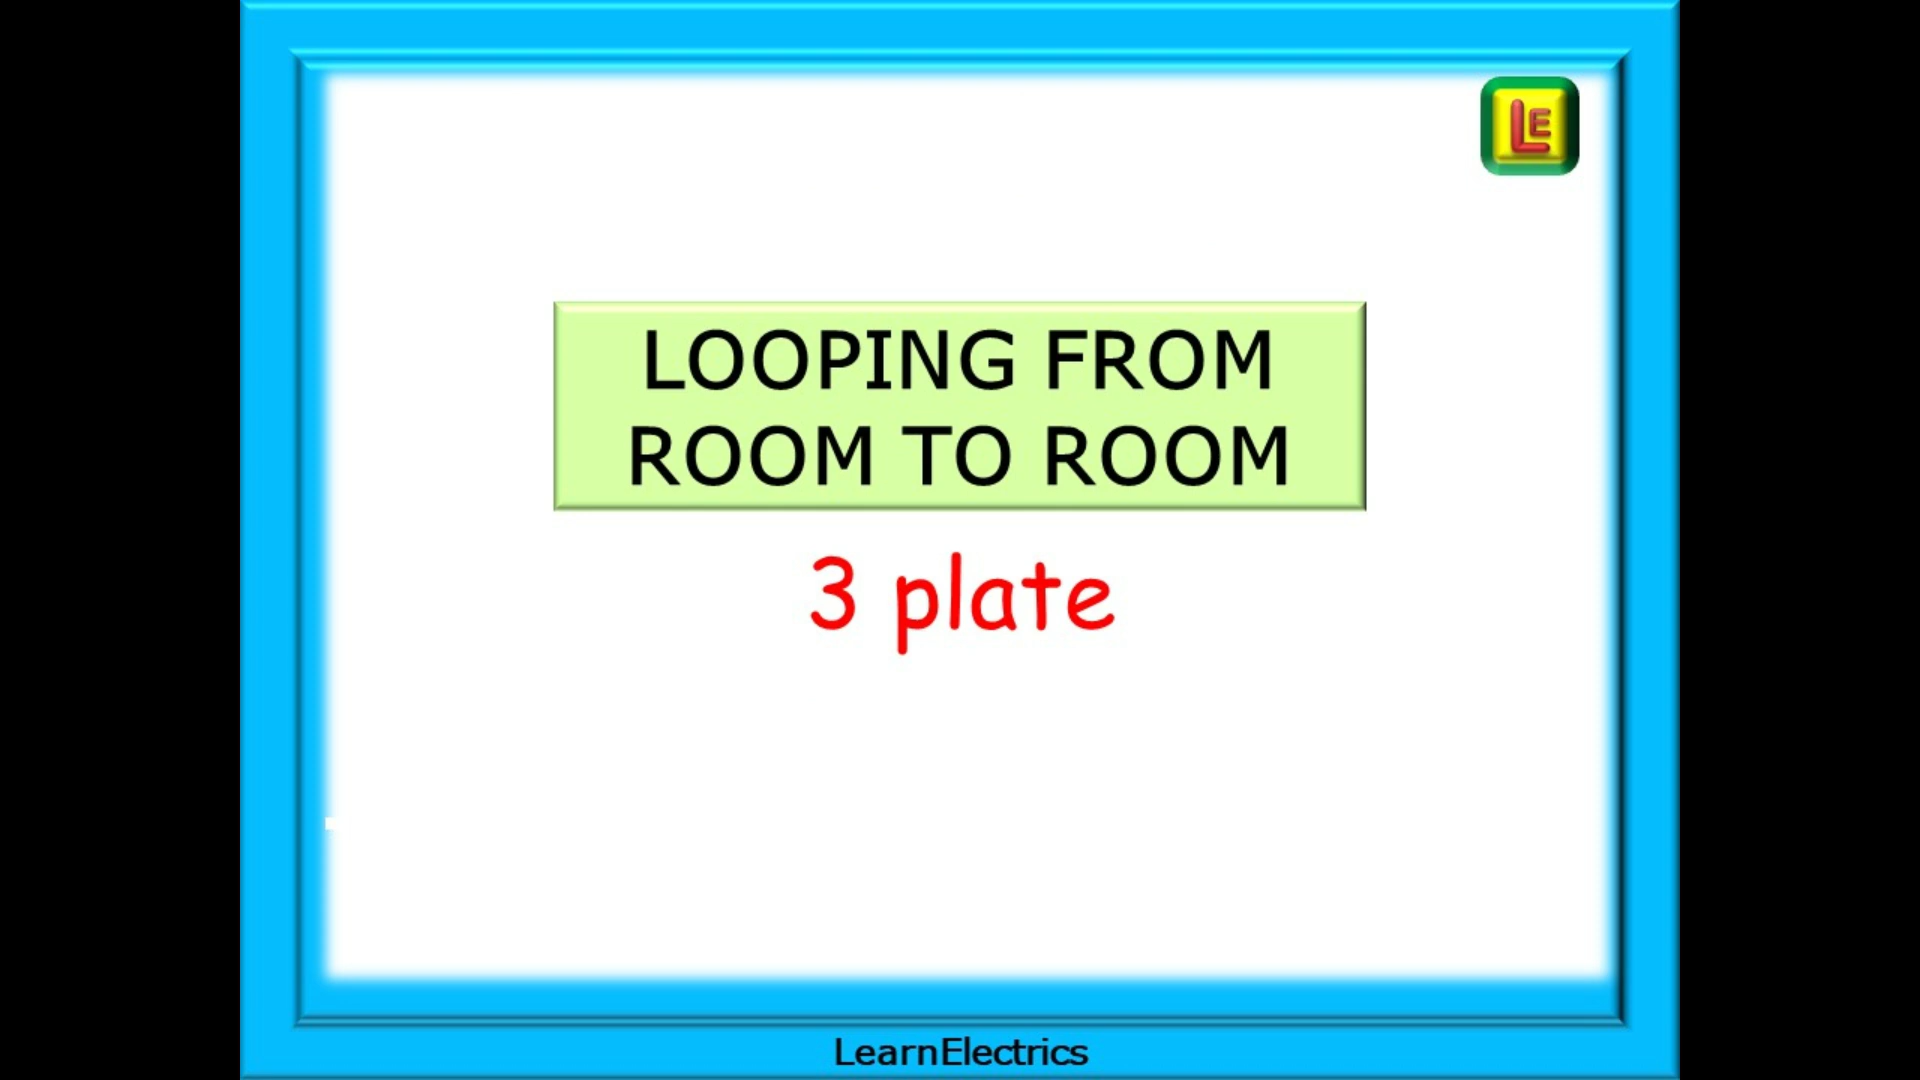 LE
LOOPING FROM
ROOM TO ROOM
3 plate
LearnElectrics